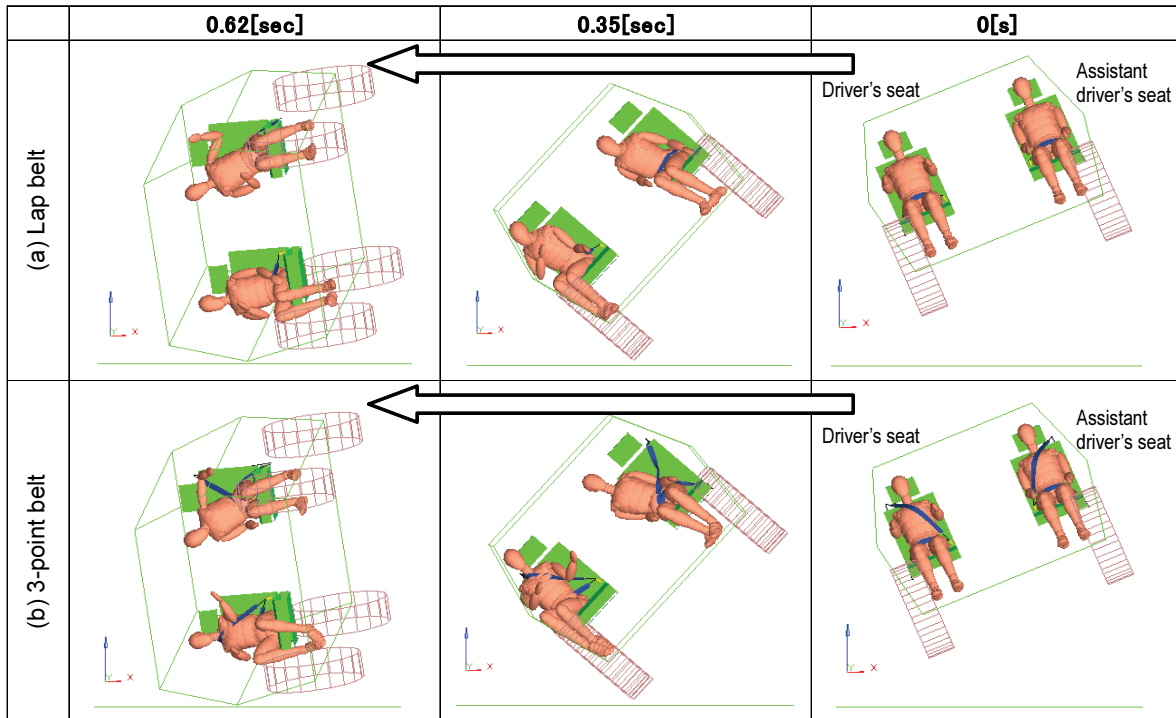 0.62[sec]
0.35[sec]
0[s]
(a) Lap belt
Driver's seat
Assistant
driver's seat
Z
Y
X
Y
X
Y
X
(b) 3-point belt
Driver's seat
Assistant
driver's seat
Y
X
Y
X
Y
X